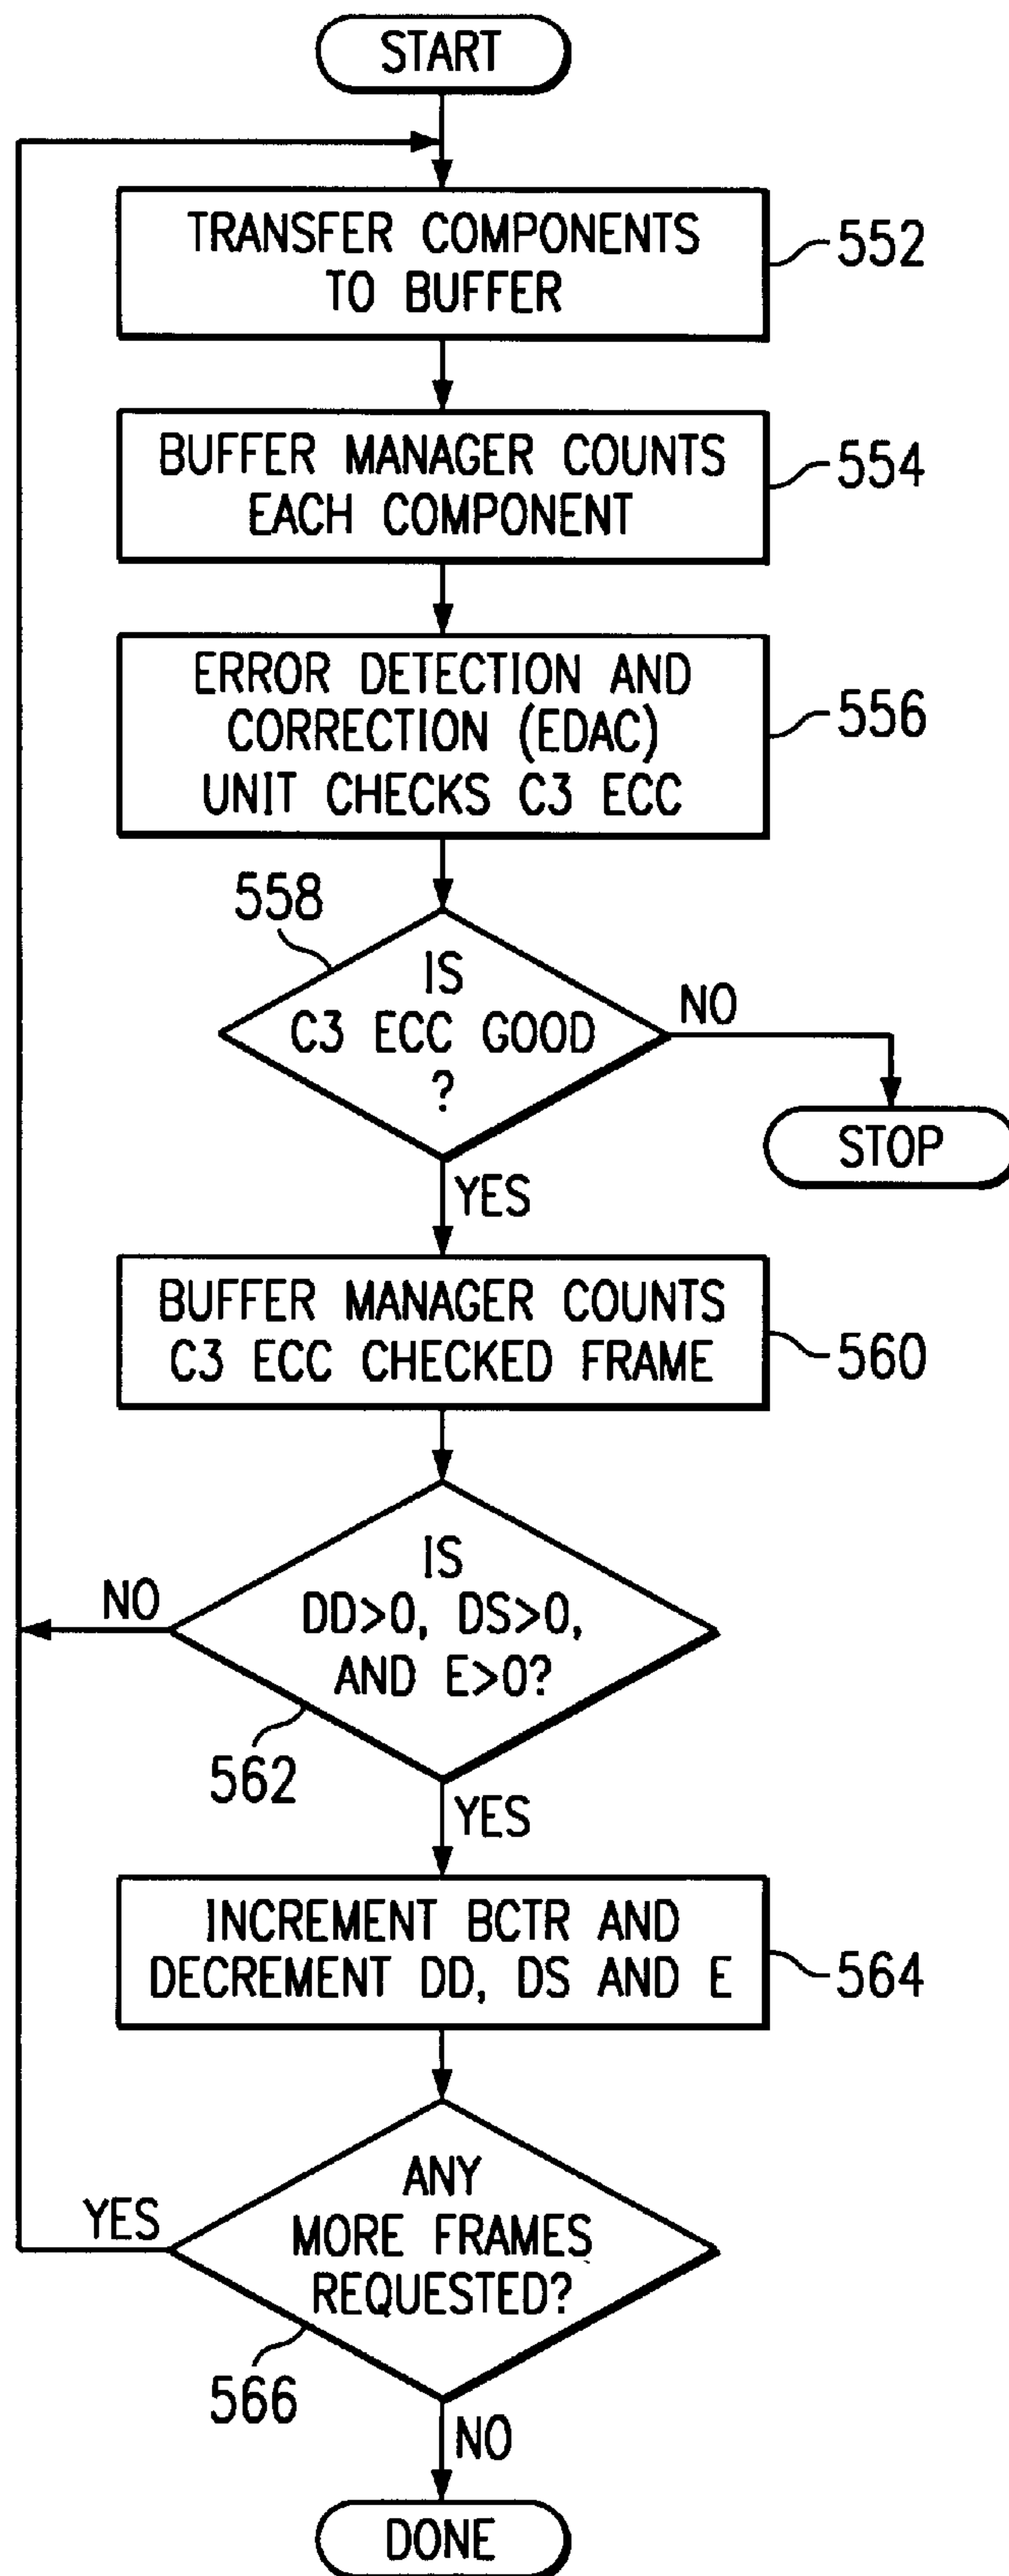 START
TRANSFER COMPONENTS
TO BUFFER
552
BUFFER MANAGER COUNTS
EACH COMPONENT
554
ERROR DETECTION AND
CORRECTION (EDAC)
UNIT CHECKS C3 ECC
556
558
IS
C3 ECC GOOD
?
NO
STOP
YES
BUFFER MANAGER COUNTS
C3 ECC CHECKED FRAME
560
IS
DD>0, DS>0,
AND E>0?
NO
562
YES
INCREMENT BCTR AND
DECREMENT DD, DS AND E
564
ANY
MORE FRAMES
REQUESTED?
YES
566
NO
DONE